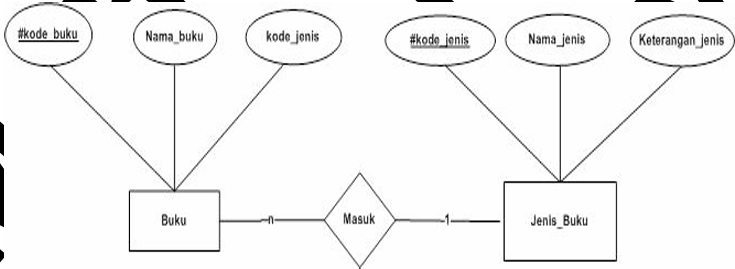 #kode_buku
Nama_buku
kode_jenis
#kode_jenis
Nama_jenis
Keterangan_jenis
Buku
n
Masuk
1
Jenis_Buku